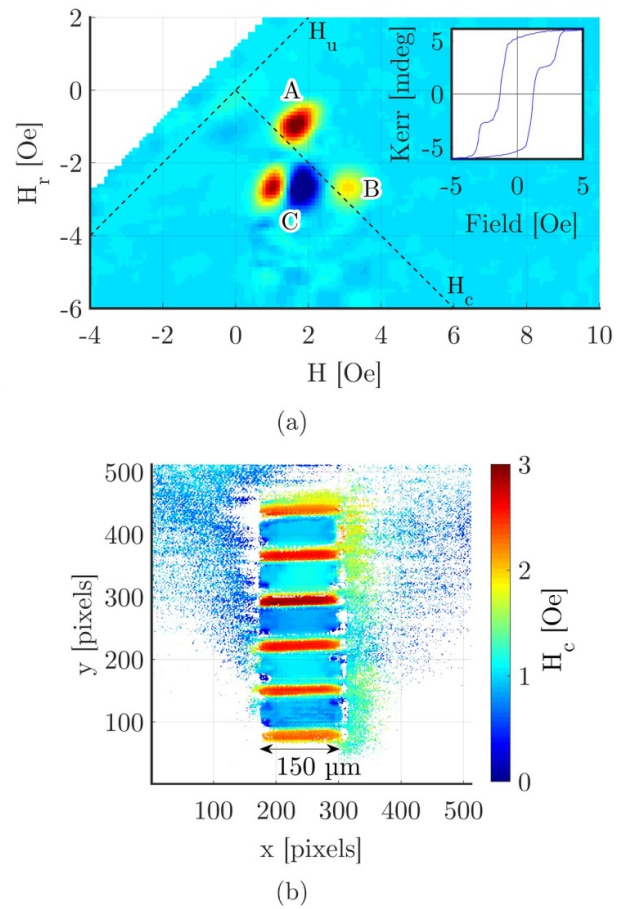 2
0
-2
-4
-6
H_r [Oe]
-4 -2 0 2 4 6 8 10
H [Oe]
H_u
A
B
C
H_c
5
0
-5
Kerr [mdeg]
-5 0 5
Field [Oe]
(a)
500
400
300
200
100
y [pixels]
150 µm
100 200 300 400 500
x [pixels]
3
2
1
0
H_c [Oe]
(b)